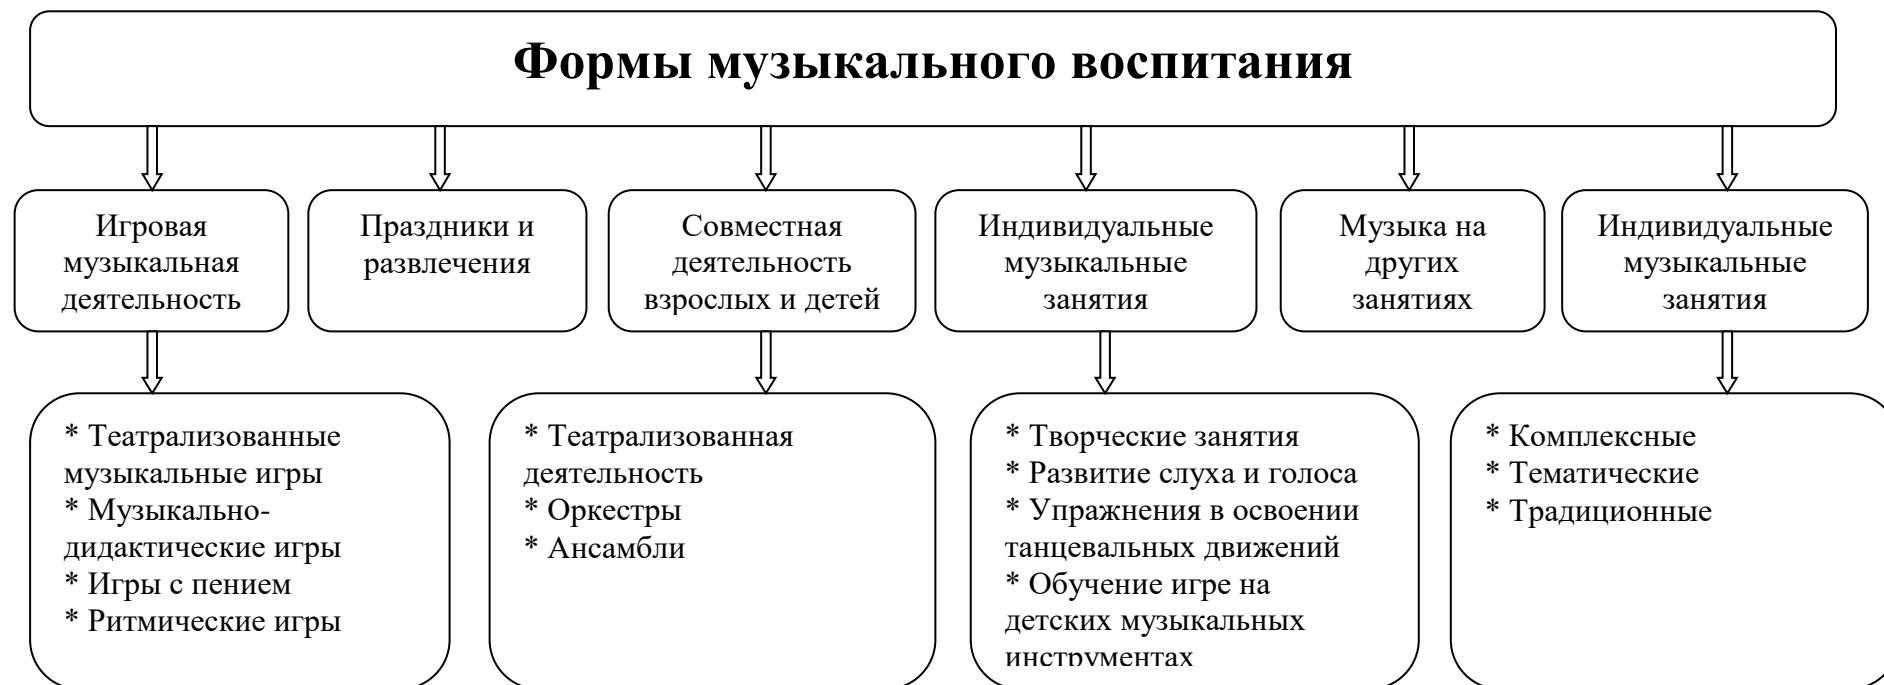 Формы музыкального воспитания
Игровая
музыкальная
деятельность
Праздники и
развлечения
Совместная
деятельность
взрослых и детей
Индивидуальные
музыкальные
занятия
Музыка на
других
занятиях
Индивидуальные
музыкальные
занятия
* Театрализованные
музыкальные игры
* Музыкально-
дидактические игры
* Игры с пением
* Ритмические игры
* Театрализованная
деятельность
* Оркестры
* Ансамбли
* Творческие занятия
* Развитие слуха и голоса
* Упражнения в освоении
танцевальных движений
* Обучение игре на
детских музыкальных
инструментах
* Комплексные
* Тематические
* Традиционные